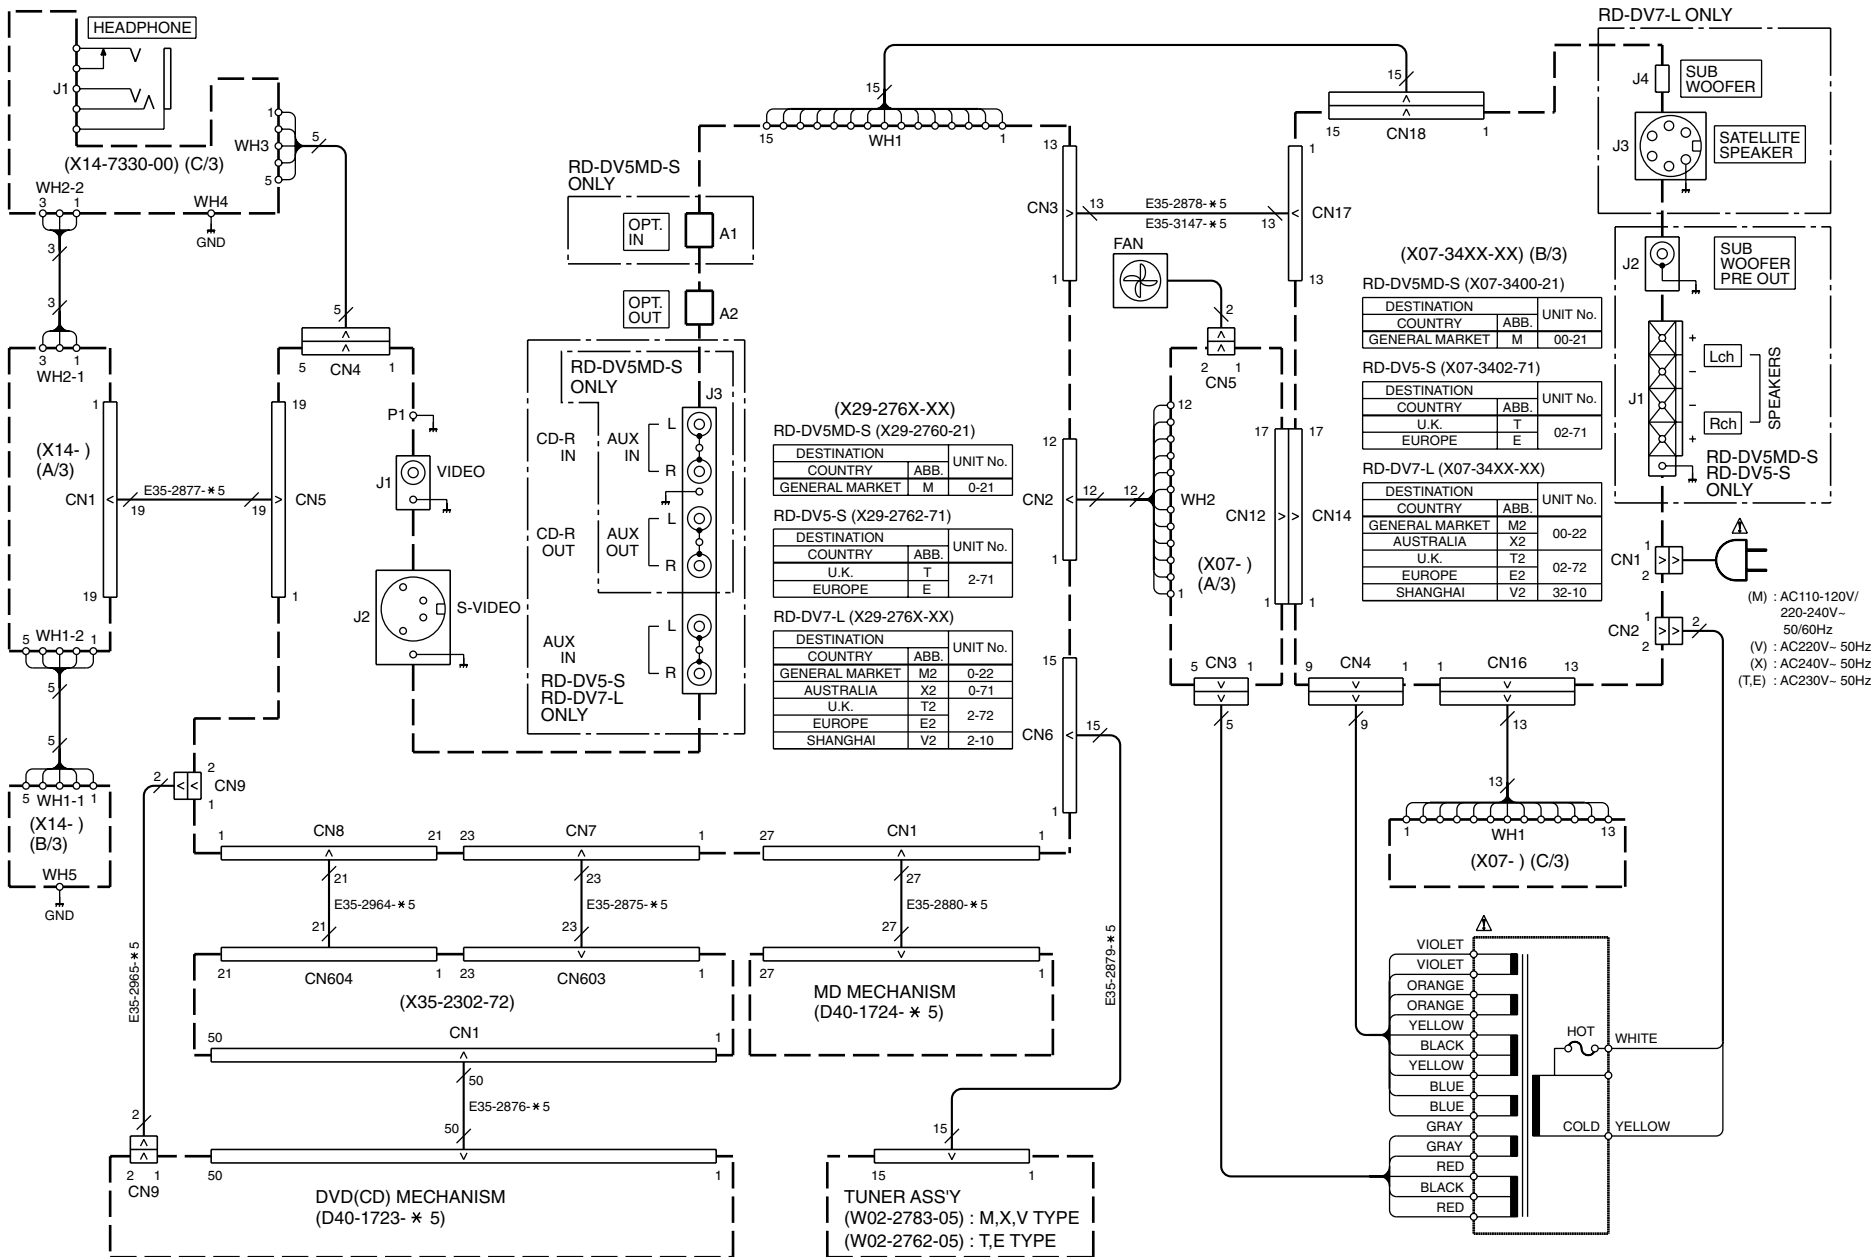 HEADPHONE
J1
(X14-7330-00) (C/3)
WH3
1
5
5
WH2-2
3 1
WH4
GND
3
3
5
3 1
WH2-1
5 CN4 1
1
(X14- )
(A/3)
CN1
19
E35-2877-＊5
19 19
19
CN5
1
5 WH1-2 1
5
5
5 WH1-1 1
(X14- )
(B/3)
WH5
GND
P1
J1 VIDEO
J2 S-VIDEO
RD-DV5MD-S
ONLY
OPT.
IN
A1
OPT.
OUT
A2
RD-DV5MD-S
ONLY
J3
CD-R
IN
AUX
IN
L
R
CD-R
OUT
AUX
OUT
L
R
AUX
IN
L
R
RD-DV5-S
RD-DV7-L
ONLY
15
15 WH1 1
15
15 CN18 1
13
CN3
1
13 E35-2878-＊5
E35-3147-＊5 13
1
CN17
13
FAN
2
2 1
CN5
(X29-276X-XX)
RD-DV5MD-S (X29-2760-21)
DESTINATION UNIT No.
COUNTRY ABB.
GENERAL MARKET M 0-21
RD-DV5-S (X29-2762-71)
DESTINATION UNIT No.
COUNTRY ABB.
U.K. T 2-71
EUROPE E
RD-DV7-L (X29-276X-XX)
DESTINATION UNIT No.
COUNTRY ABB.
GENERAL MARKET M2 0-22
AUSTRALIA X2 0-71
U.K. T2 2-72
EUROPE E2
SHANGHAI V2 2-10
12
CN2
1
12 12
12
WH2
1
(X07- )
(A/3)
17 17
CN12 CN14
1 1
15
CN6
1
15
(X07-34XX-XX) (B/3)
RD-DV5MD-S (X07-3400-21)
DESTINATION UNIT No.
COUNTRY ABB.
GENERAL MARKET M 00-21
RD-DV5-S (X07-3402-71)
DESTINATION UNIT No.
COUNTRY ABB.
U.K. T 02-71
EUROPE E
RD-DV7-L (X07-34XX-XX)
DESTINATION UNIT No.
COUNTRY ABB.
GENERAL MARKET M2 00-22
AUSTRALIA X2
U.K. T2 02-72
EUROPE E2
SHANGHAI V2 32-10
RD-DV7-L ONLY
J4
SUB
WOOFER
J3
SATELLITE
SPEAKER
J2
SUB
WOOFER
PRE OUT
J1
+
Lch
−
−
Rch
+
SPEAKERS
RD-DV5MD-S
RD-DV5-S
ONLY
1
CN1
2
1
CN2
2
2
(M) : AC110-120V/
220-240V~
50/60Hz
(V) : AC220V~ 50Hz
(X) : AC240V~ 50Hz
(T,E) : AC230V~ 50Hz
5 CN3 1
5
9 CN4 1
9
1 CN16 13
13
13
1 WH1 13
(X07- ) (C/3)
2
2
CN9
1
1 CN8 21
23 CN7 1
27 CN1 1
21
E35-2964-＊5
21
23
E35-2875-＊5
23
27
E35-2880-＊5
27
21 CN604 1
23 CN603 1
(X35-2302-72)
27 1
MD MECHANISM
(D40-1724-＊5)
50 CN1 1
50
E35-2876-＊5
50
E35-2965-＊5
2
2 1
CN9
50 1
DVD(CD) MECHANISM
(D40-1723-＊5)
E35-2879-＊5
15
15 1
TUNER ASS'Y
(W02-2783-05) : M,X,V TYPE
(W02-2762-05) : T,E TYPE
VIOLET
VIOLET
ORANGE
ORANGE
YELLOW
BLACK
YELLOW
BLUE
BLUE
GRAY
GRAY
RED
BLACK
RED
HOT WHITE
COLD YELLOW